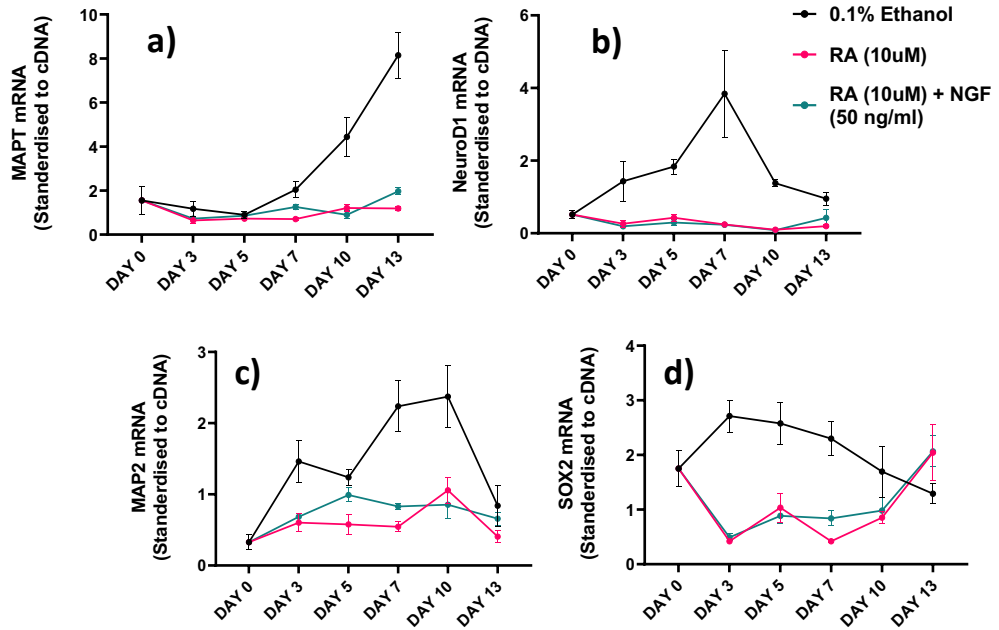 a)
MAPT mRNA
(Standerdised to cDNA)
10
8
6
4
2
0
DAY 0
DAY 3
DAY 5
DAY 7
DAY 10
DAY 13
b)
NeuroD1 mRNA
(Standerdised to cDNA)
6
4
2
0
DAY 0
DAY 3
DAY 5
DAY 7
DAY 10
DAY 13
0.1% Ethanol
RA (10uM)
RA (10uM) + NGF
(50 ng/ml)
c)
MAP2 mRNA
(Standerdised to cDNA)
3
2
1
0
DAY 0
DAY 3
DAY 5
DAY 7
DAY 10
DAY 13
d)
SOX2 mRNA
(Standerdised to cDNA)
4
3
2
1
0
DAY 0
DAY 3
DAY 5
DAY 7
DAY 10
DAY 13